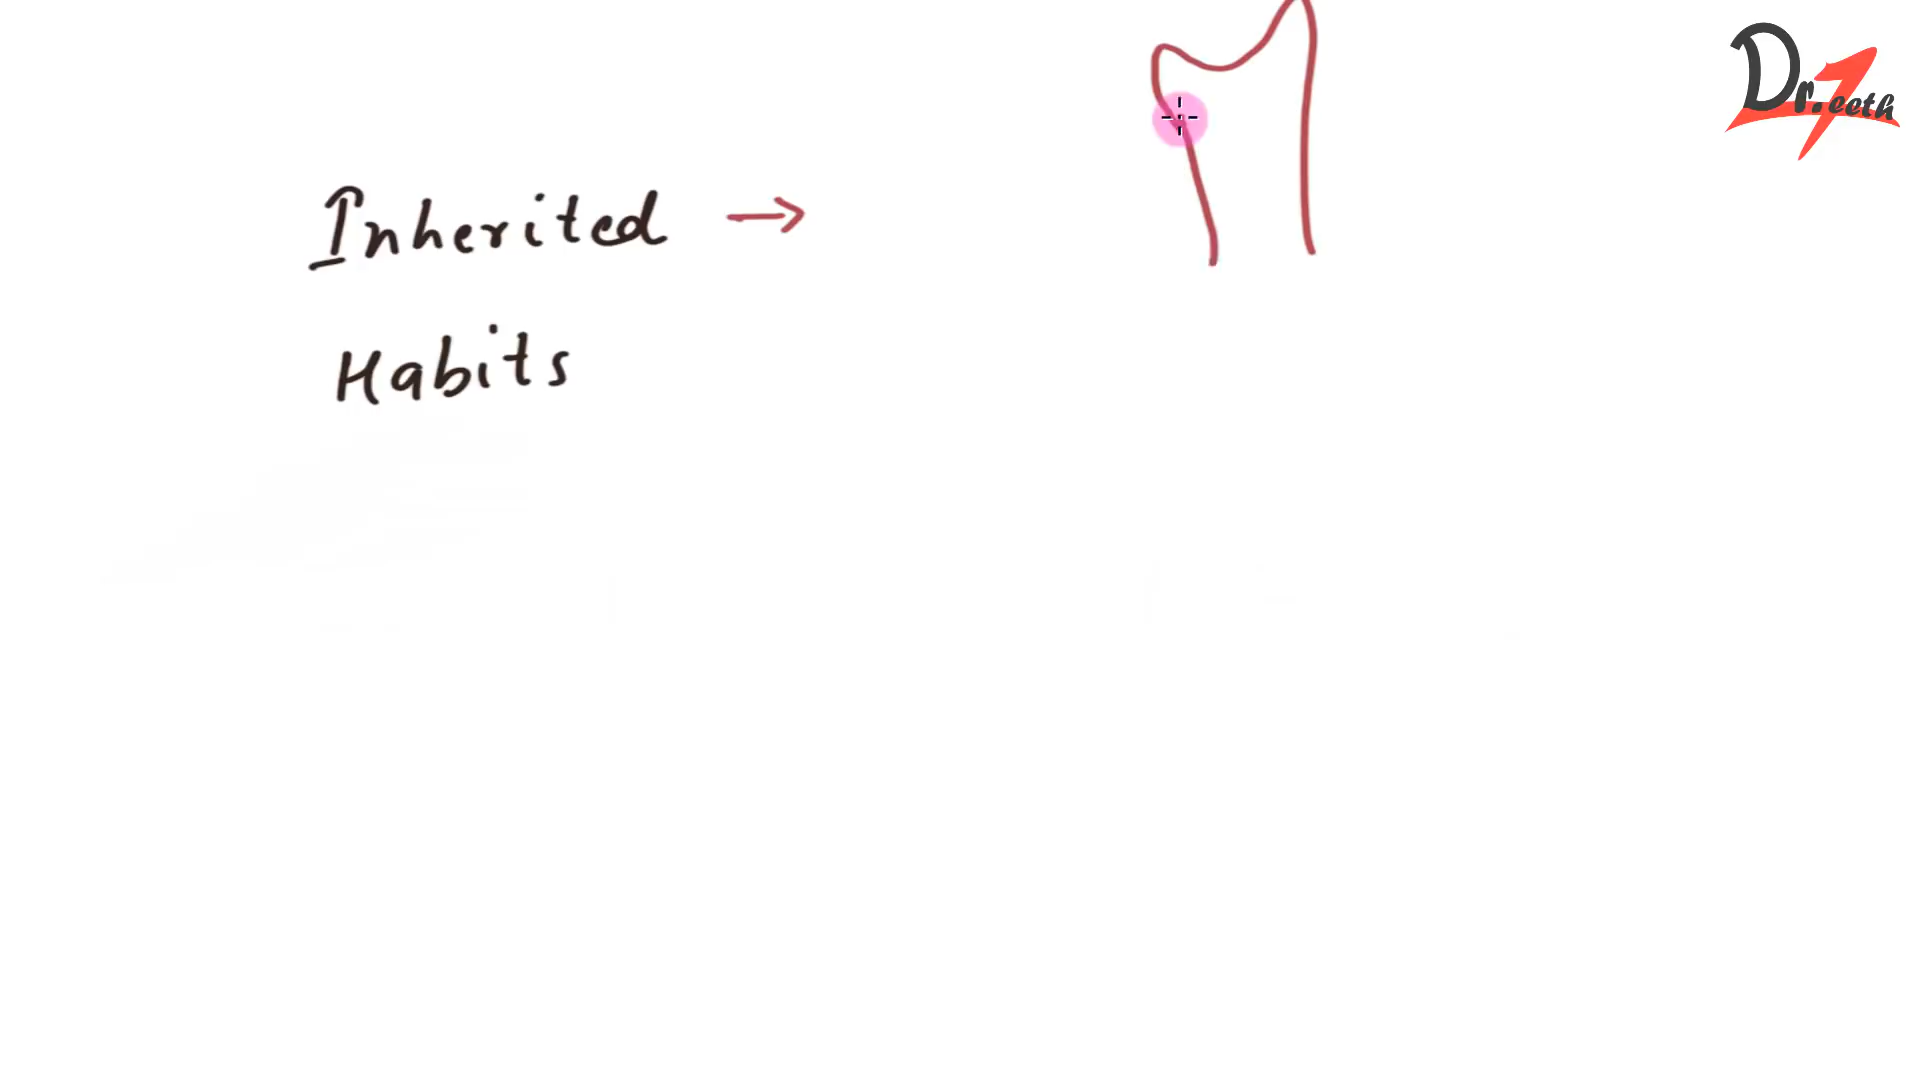 Inherited →
Habits
Dr. Teeth